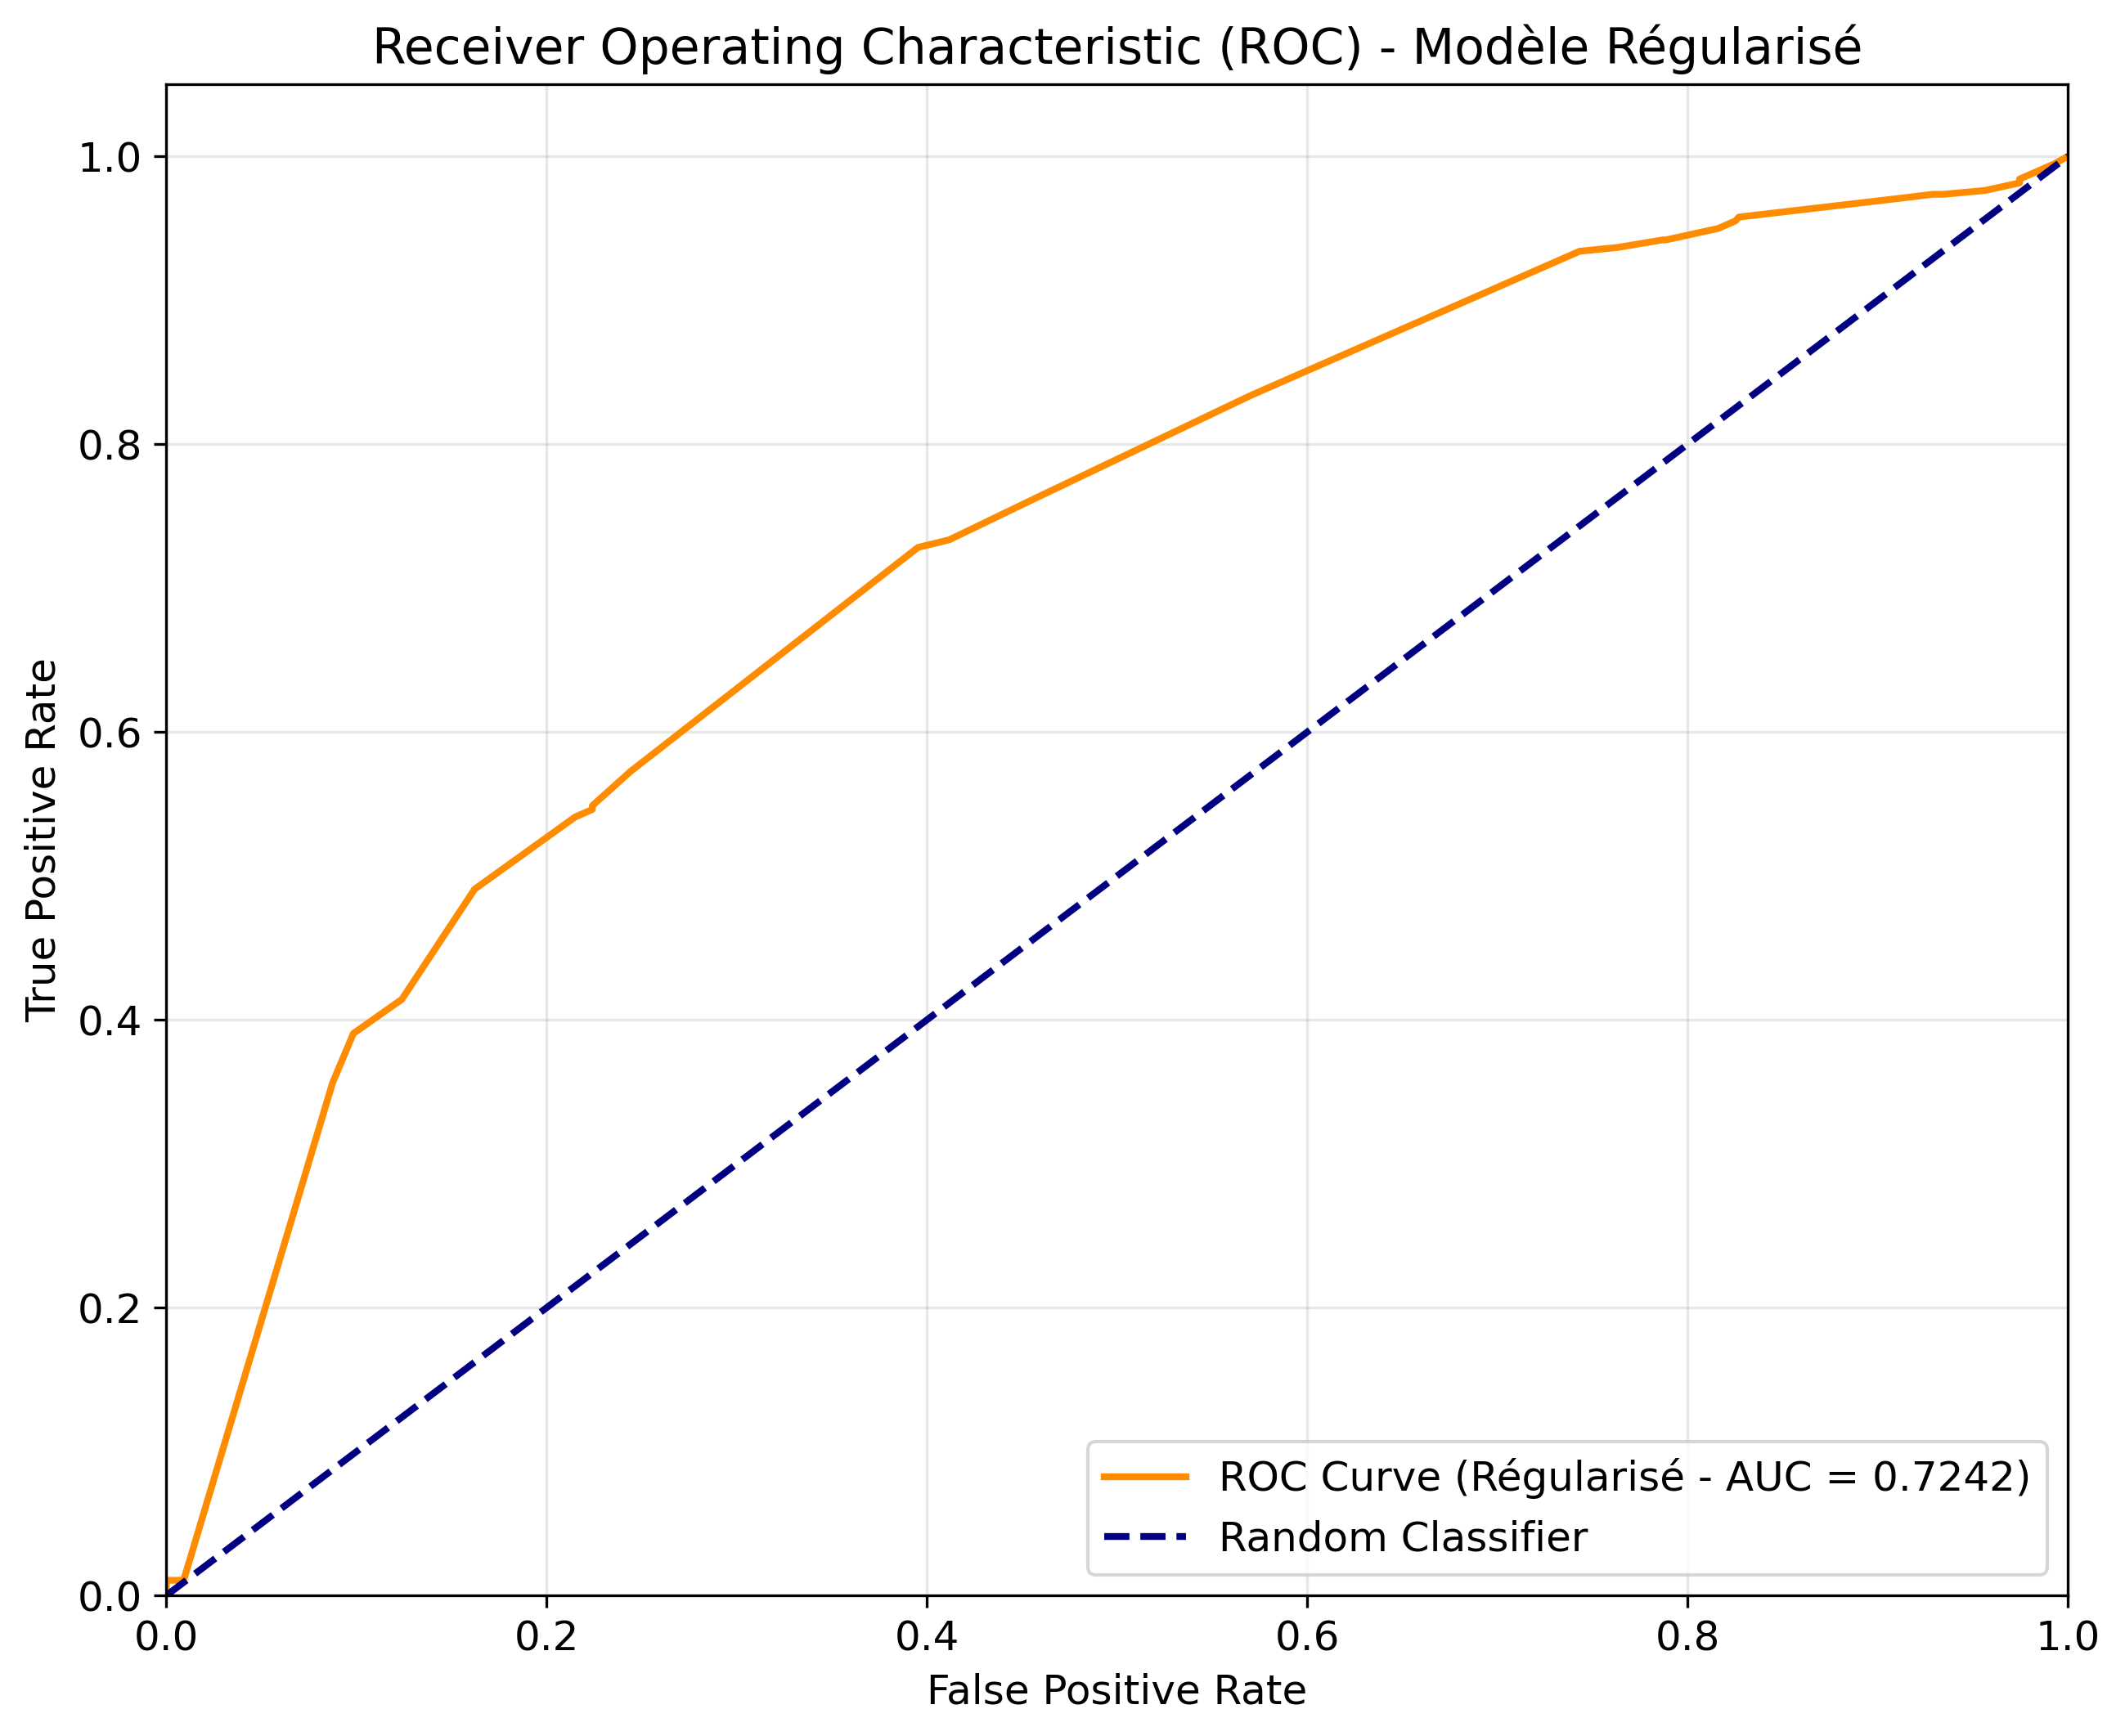 Receiver Operating Characteristic (ROC) - Modèle Régularisé
True Positive Rate
1.0
0.8
0.6
0.4
0.2
0.0
0.0 0.2 0.4 0.6 0.8 1.0
False Positive Rate
ROC Curve (Régularisé - AUC = 0.7242)
Random Classifier